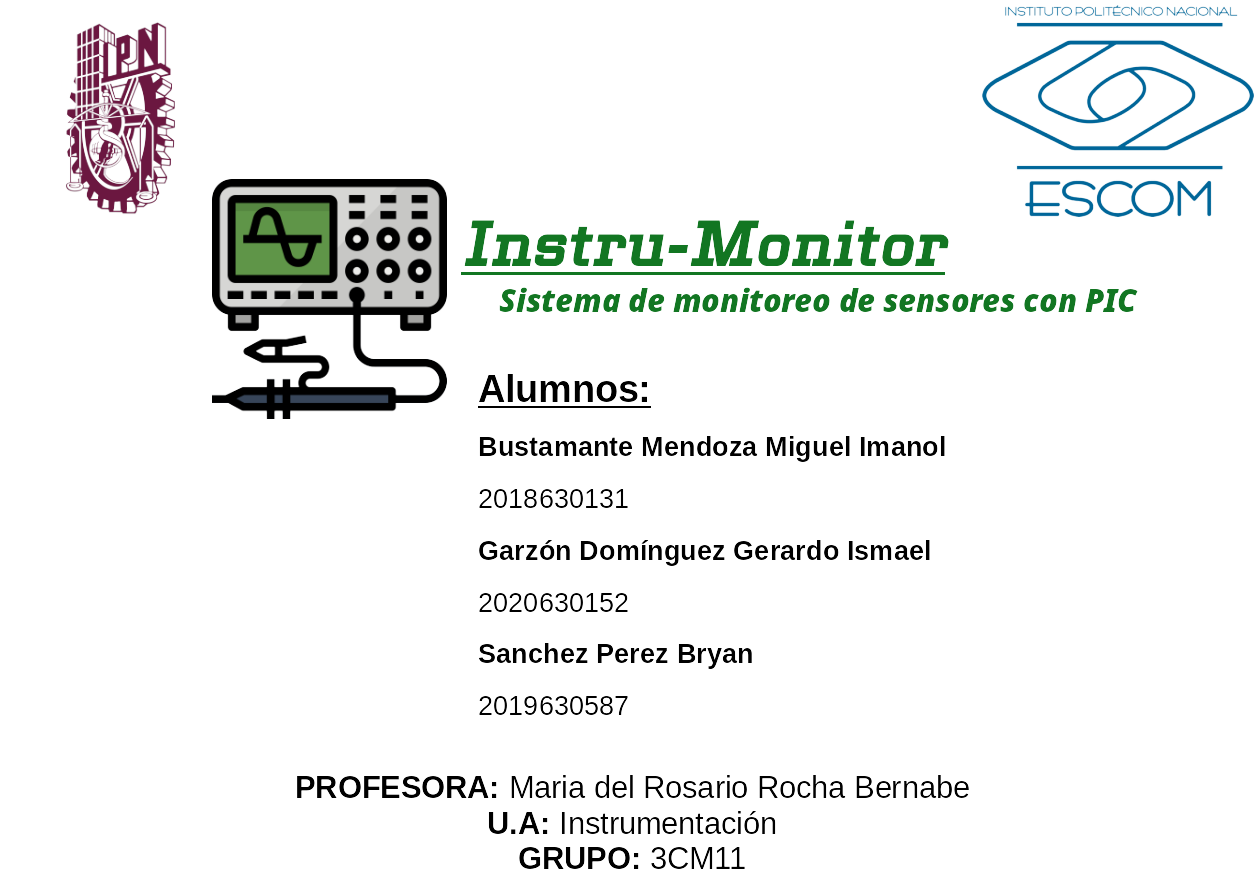 IPN
INSTITUTO POLITÉCNICO NACIONAL
ESCOM
Instru-Monitor
Sistema de monitoreo de sensores con PIC
Alumnos:
Bustamante Mendoza Miguel Imanol
2018630131
Garzón Domínguez Gerardo Ismael
2020630152
Sanchez Perez Bryan
2019630587
PROFESORA: Maria del Rosario Rocha Bernabe
U.A: Instrumentación
GRUPO: 3CM11